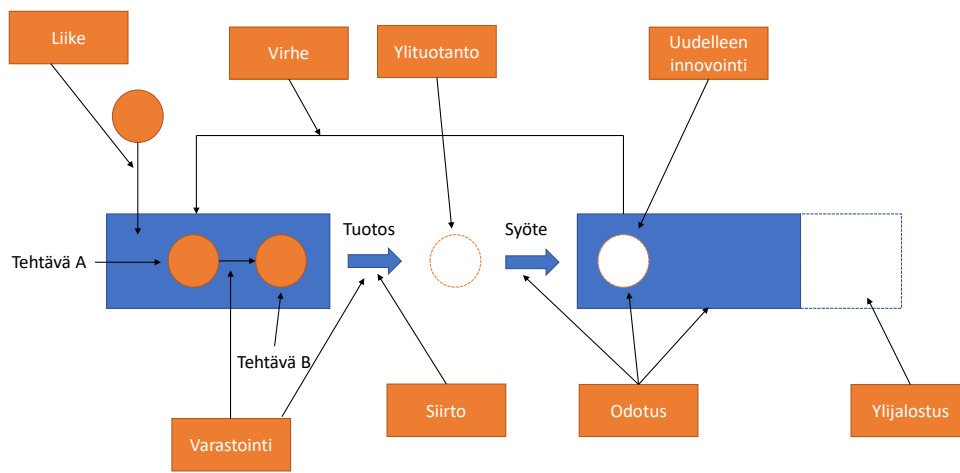 Liike
Virhe
Ylituotanto
Uudelleen
innovointi
Tuotos
Syöte
Tehtävä A
Tehtävä B
Varastointi
Siirto
Odotus
Ylijalostus